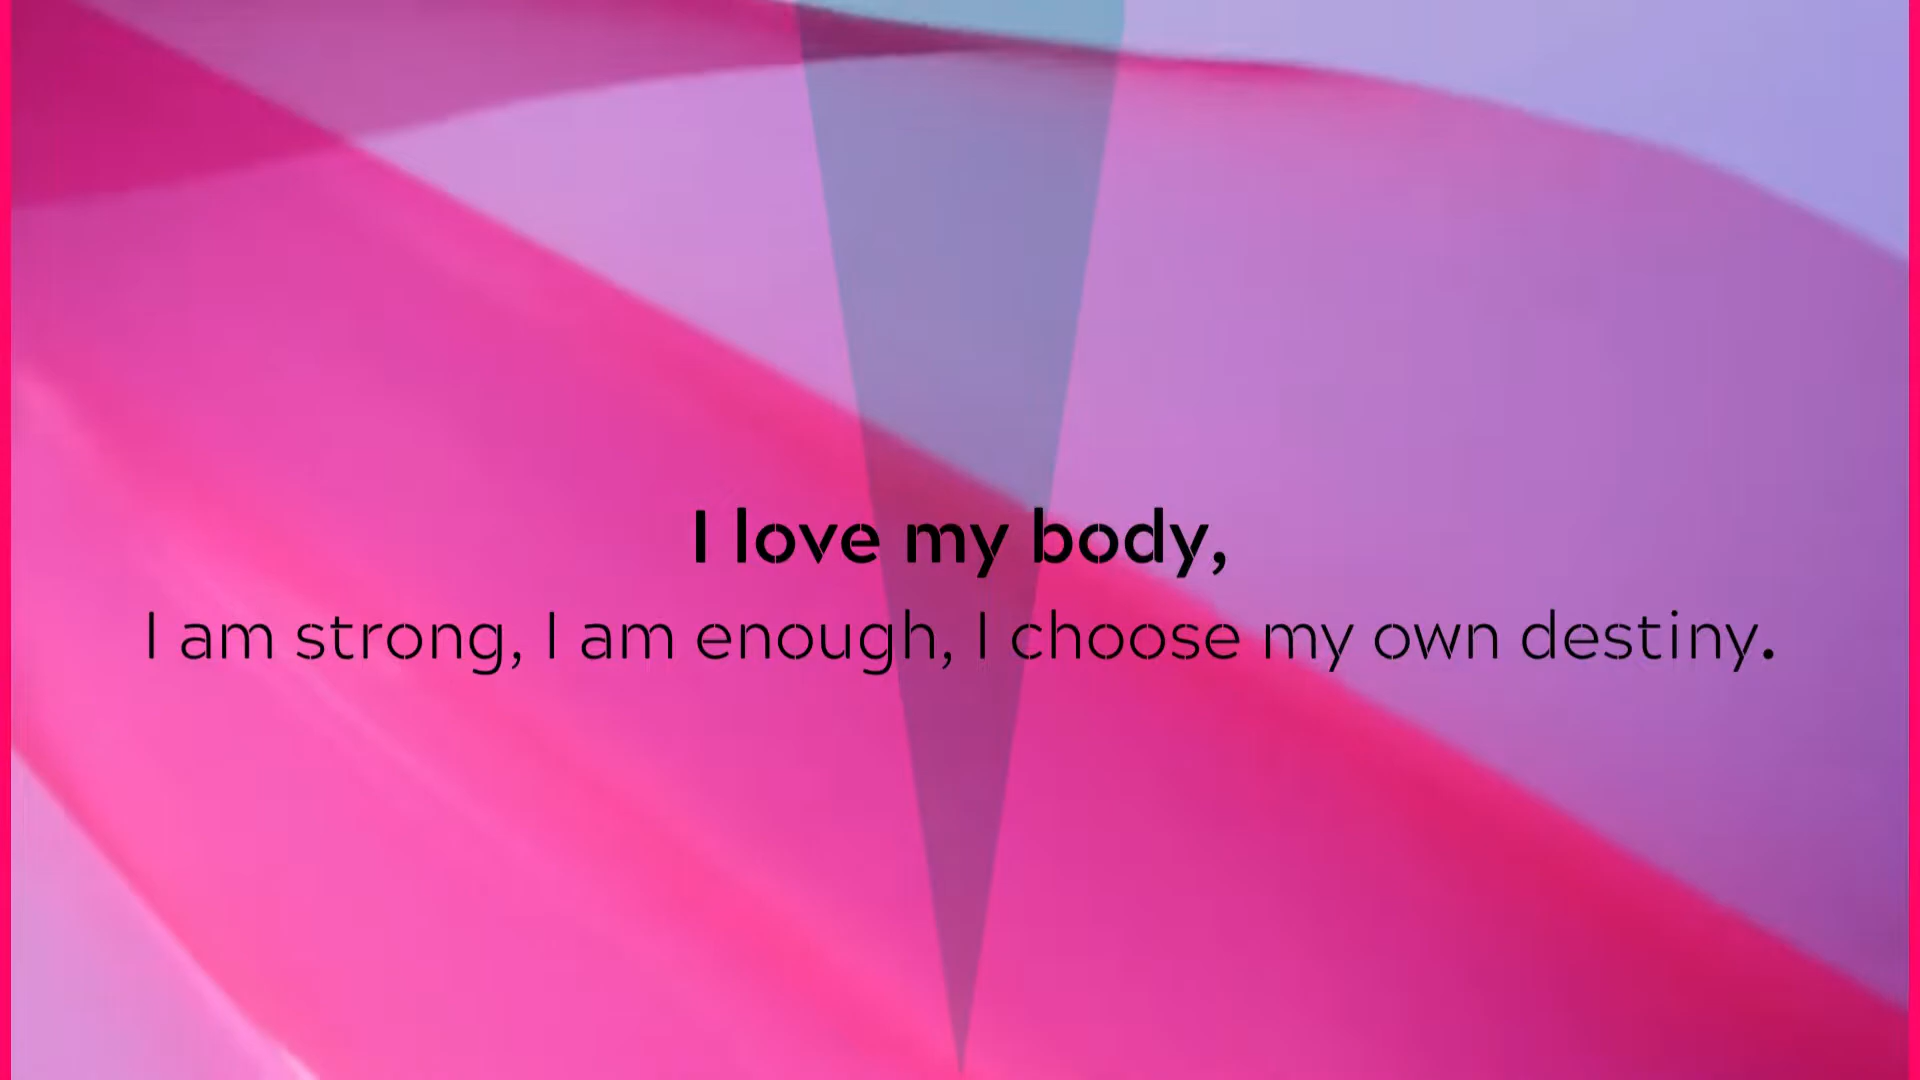 I love my body,
I am strong, I am enough, I choose my own destiny.